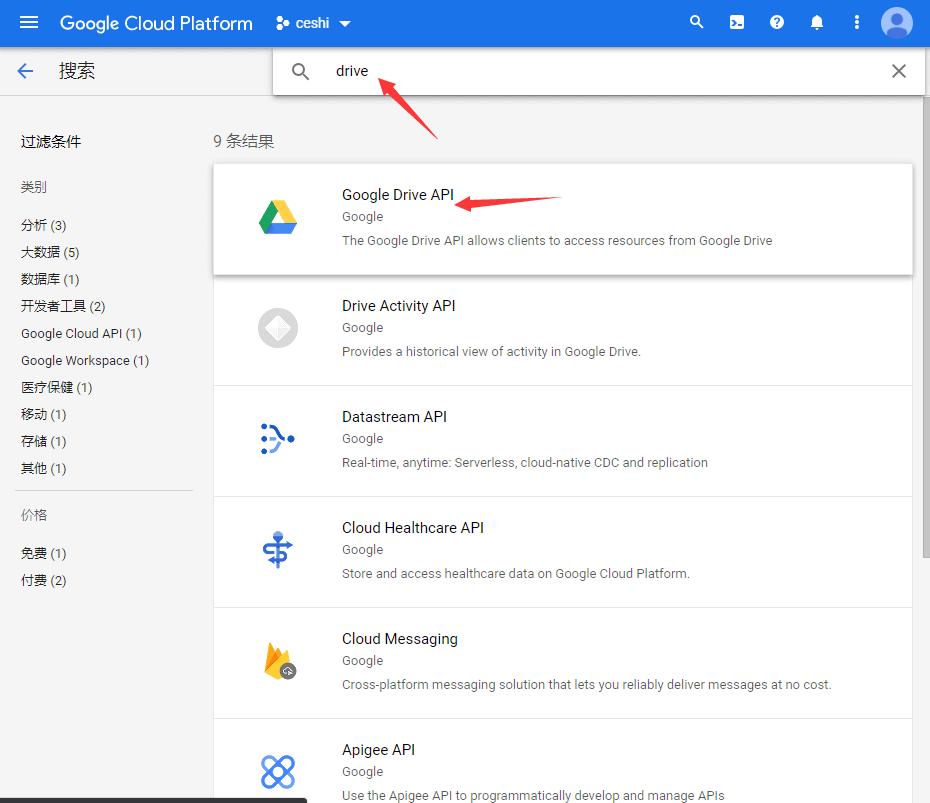 Google Cloud Platform ceshi
搜索
drive
过滤条件
类别
分析 (3)
大数据 (5)
数据库 (1)
开发者工具 (2)
Google Cloud API (1)
Google Workspace (1)
医疗保健 (1)
移动 (1)
存储 (1)
其他 (1)
价格
免费 (1)
付费 (2)
9 条结果
Google Drive API
Google
The Google Drive API allows clients to access resources from Google Drive
Drive Activity API
Google
Provides a historical view of activity in Google Drive.
Datastream API
Google
Real-time, anytime: Serverless, cloud-native CDC and replication
Cloud Healthcare API
Google
Store and access healthcare data on Google Cloud Platform.
Cloud Messaging
Google
Cross-platform messaging solution that lets you reliably deliver messages at no cost.
Apigee API
Google
Use the Apigee API to programmatically develop and manage APIs